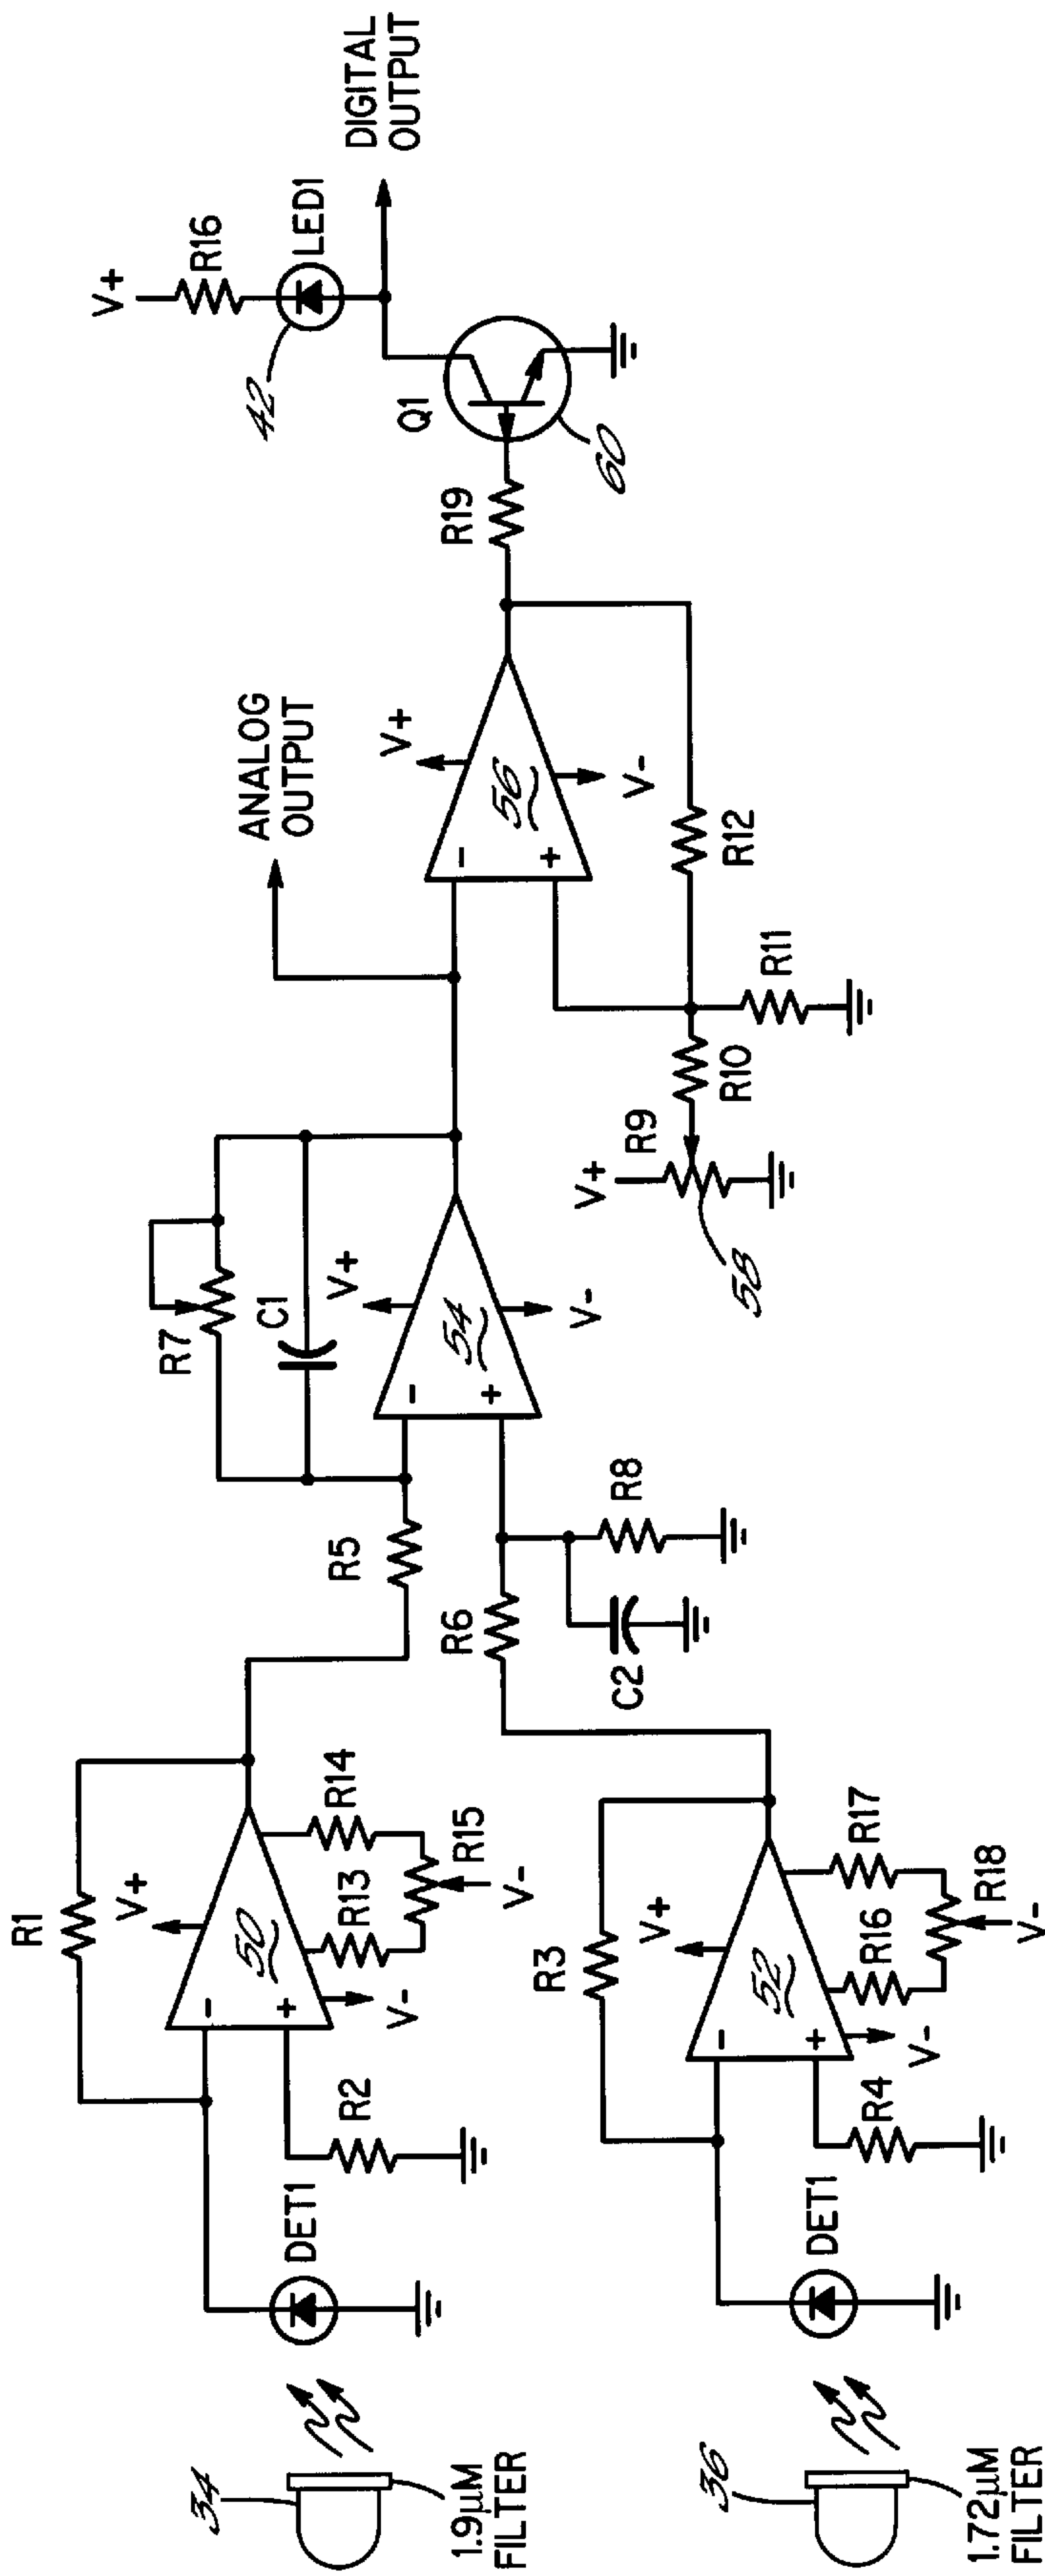 34
1.9µM
FILTER
DET1
R2
R1
V+
50
-
+
V-
R13
R14
R15
V-
36
1.72µM
FILTER
DET1
R4
R3
V+
52
-
+
V-
R16
R17
R18
V-
R5
R6
C2
R8
R7
C1
V+
54
-
+
V-
ANALOG
OUTPUT
V+
R9
58
R10
R11
R12
V+
56
-
+
V-
R19
Q1
60
42
V+
R16
LED1
DIGITAL
OUTPUT